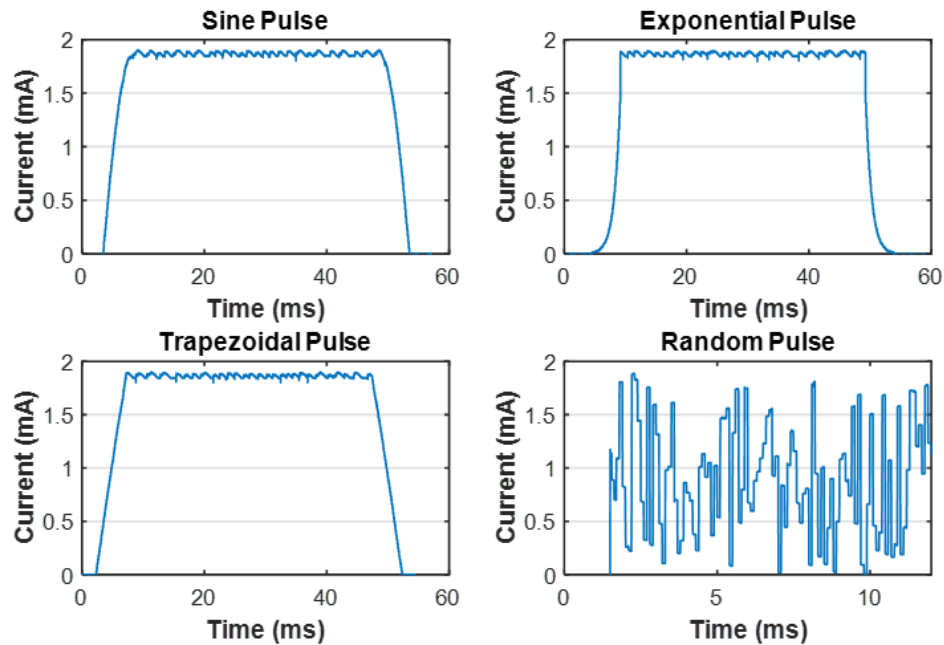 Sine Pulse
Current (mA)
2
1.5
1
0.5
0
0 20 40 60
Time (ms)
Exponential Pulse
Current (mA)
2
1.5
1
0.5
0
0 20 40 60
Time (ms)
Trapezoidal Pulse
Current (mA)
2
1.5
1
0.5
0
0 20 40 60
Time (ms)
Random Pulse
Current (mA)
2
1.5
1
0.5
0
0 5 10
Time (ms)